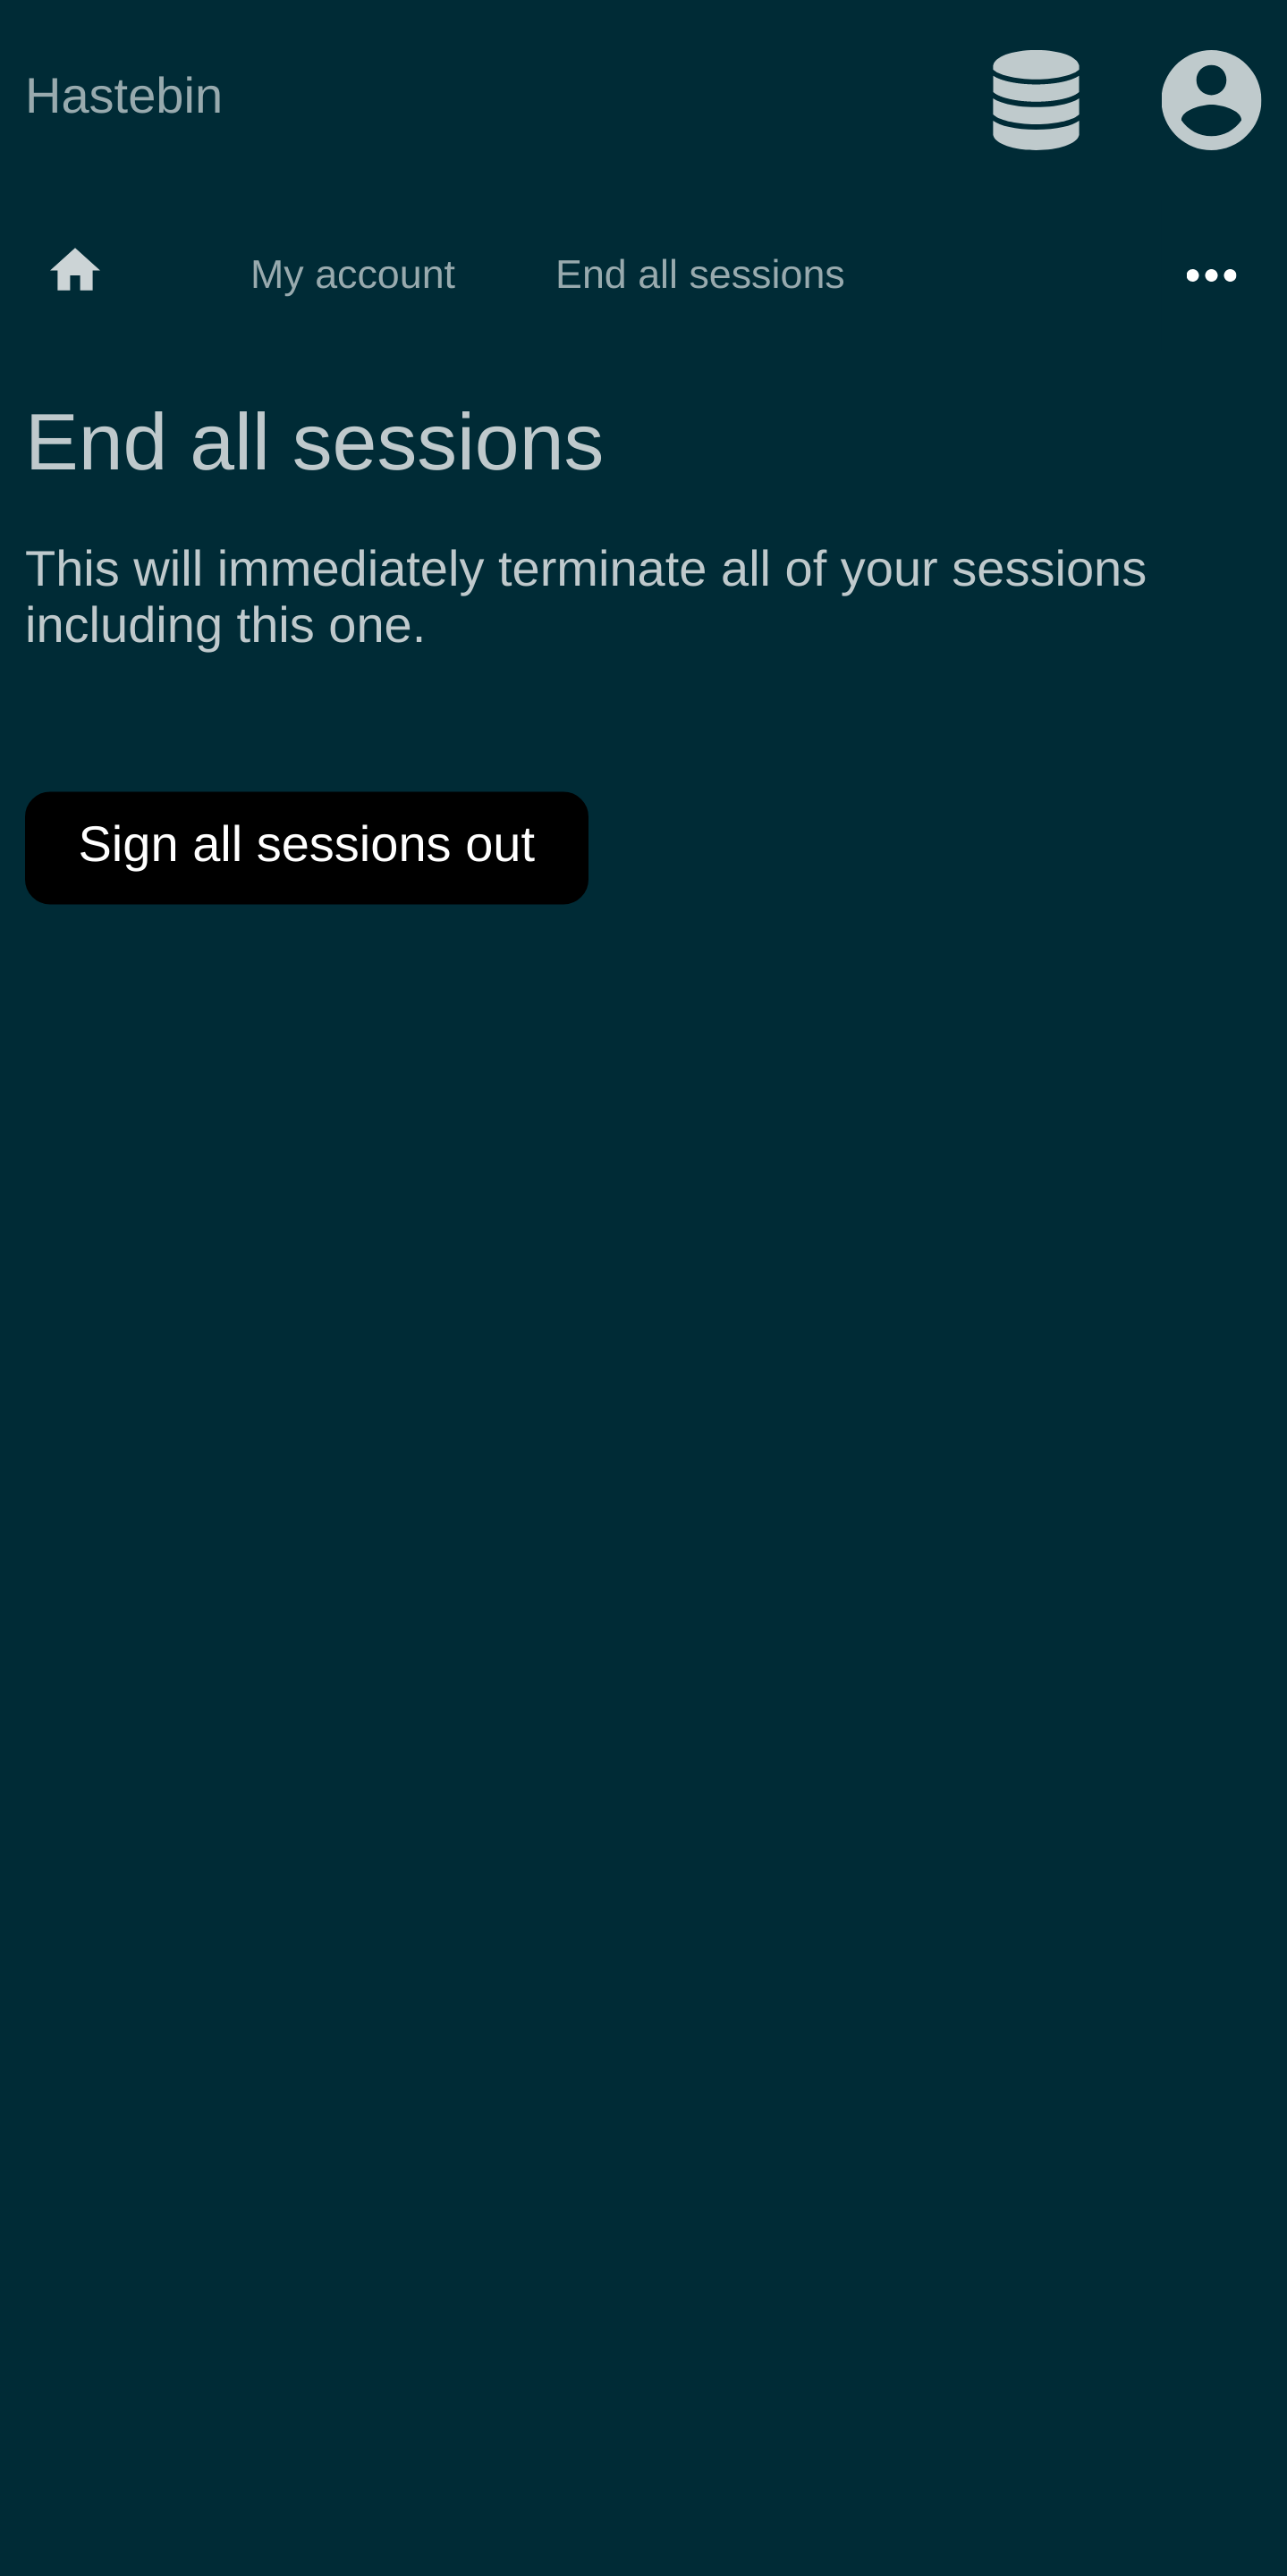 Hastebin
My account
End all sessions
End all sessions
This will immediately terminate all of your sessions
including this one.
Sign all sessions out